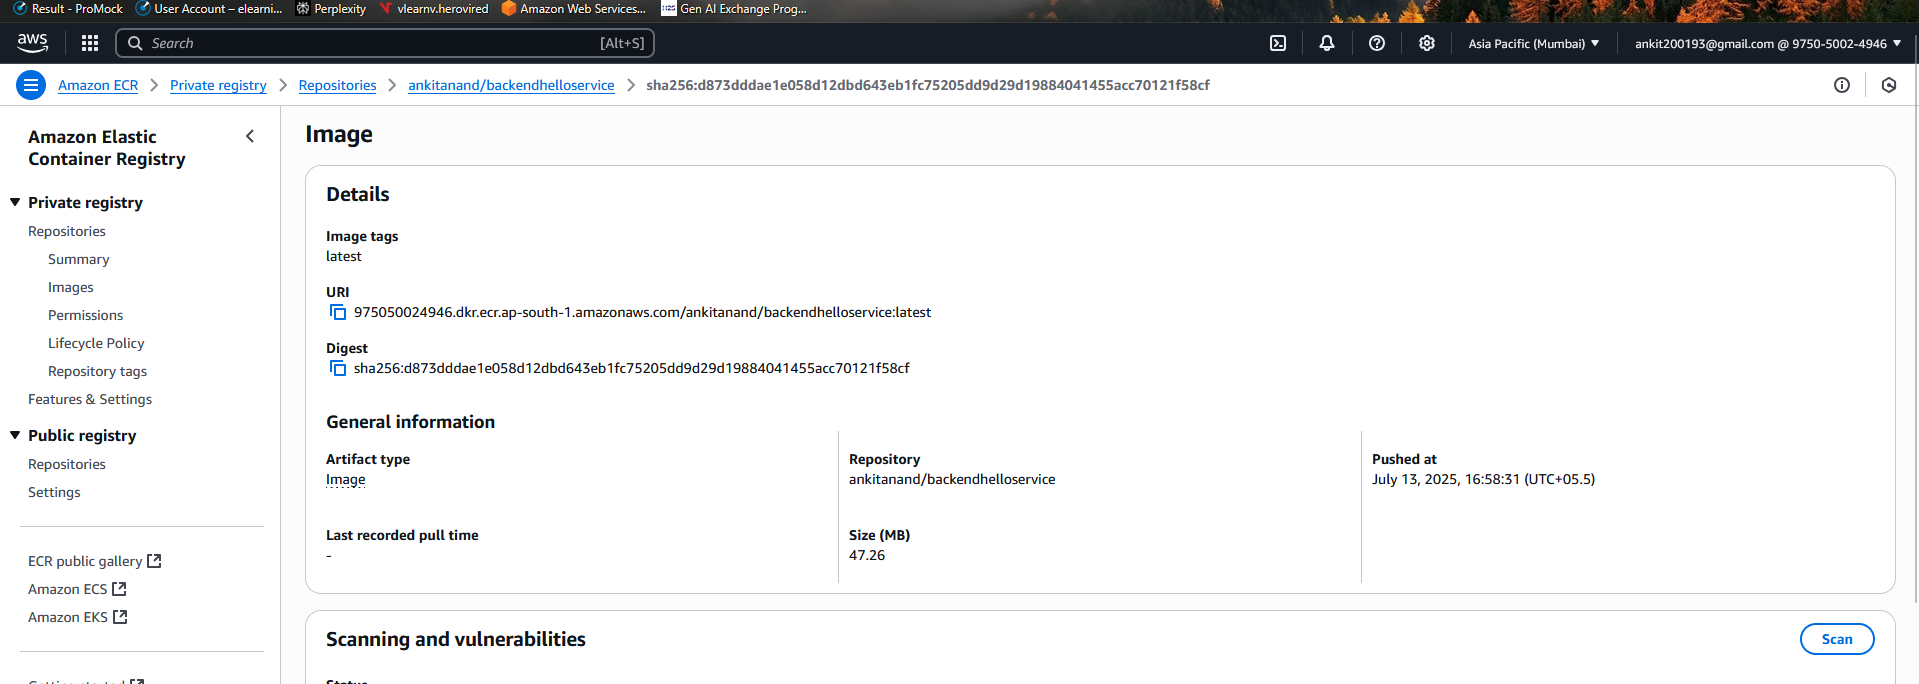 Result - ProMock
User Account – elearni...
Perplexity
vlearnv.herovired
Amazon Web Services...
Gen AI Exchange Prog...
aws
Search
[Alt+S]
Asia Pacific (Mumbai)
ankit200193@gmail.com @ 9750-5002-4946
Amazon ECR
Private registry
Repositories
ankitanand/backendhelloservice
sha256:d873dddae1e058d12dbd643eb1fc75205dd9d29d19884041455acc70121f58cf
Amazon Elastic
Container Registry
Private registry
Repositories
Summary
Images
Permissions
Lifecycle Policy
Repository tags
Features & Settings
Public registry
Repositories
Settings
ECR public gallery
Amazon ECS
Amazon EKS
Getting started
Image
Details
Image tags
latest
URI
975050024946.dkr.ecr.ap-south-1.amazonaws.com/ankitanand/backendhelloservice:latest
Digest
sha256:d873dddae1e058d12dbd643eb1fc75205dd9d29d19884041455acc70121f58cf
General information
Artifact type
Image
Repository
ankitanand/backendhelloservice
Pushed at
July 13, 2025, 16:58:31 (UTC+05.5)
Last recorded pull time
-
Size (MB)
47.26
Scanning and vulnerabilities
Scan
Status